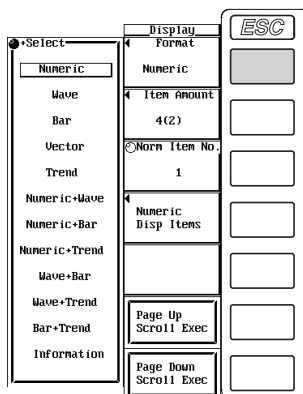 ESC
Display
Select
Format
Numeric
Numeric
Wave
Item Amount
Bar
4(2)
Vector
Norm Item No.
Trend
1
Numeric+Wave
Numeric
Numeric+Bar
Disp Items
Numeric+Trend
Wave+Bar
Wave+Trend
Page Up
Bar+Trend
Scroll Exec
Information
Page Down
Scroll Exec